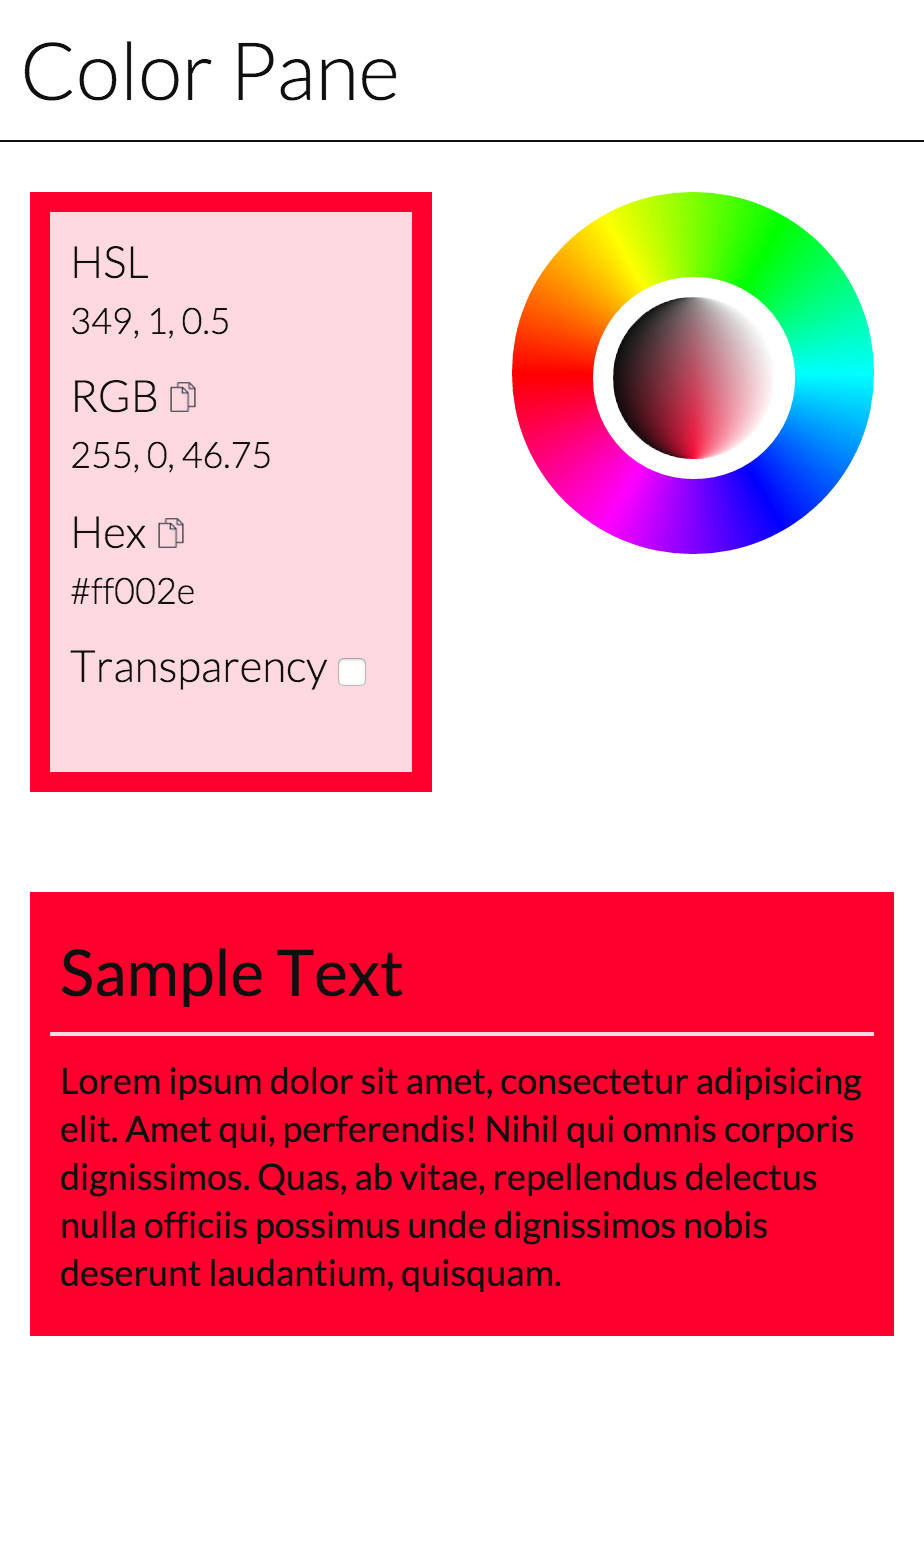 Color Pane
HSL
349, 1, 0.5
RGB
255, 0, 46.75
Hex
#ff002e
Transparency
Sample Text
Lorem ipsum dolor sit amet, consectetur adipisicing
elit. Amet qui, perferendis! Nihil qui omnis corporis
dignissimos. Quas, ab vitae, repellendus delectus
nulla officiis possimus unde dignissimos nobis
deserunt laudantium, quisquam.